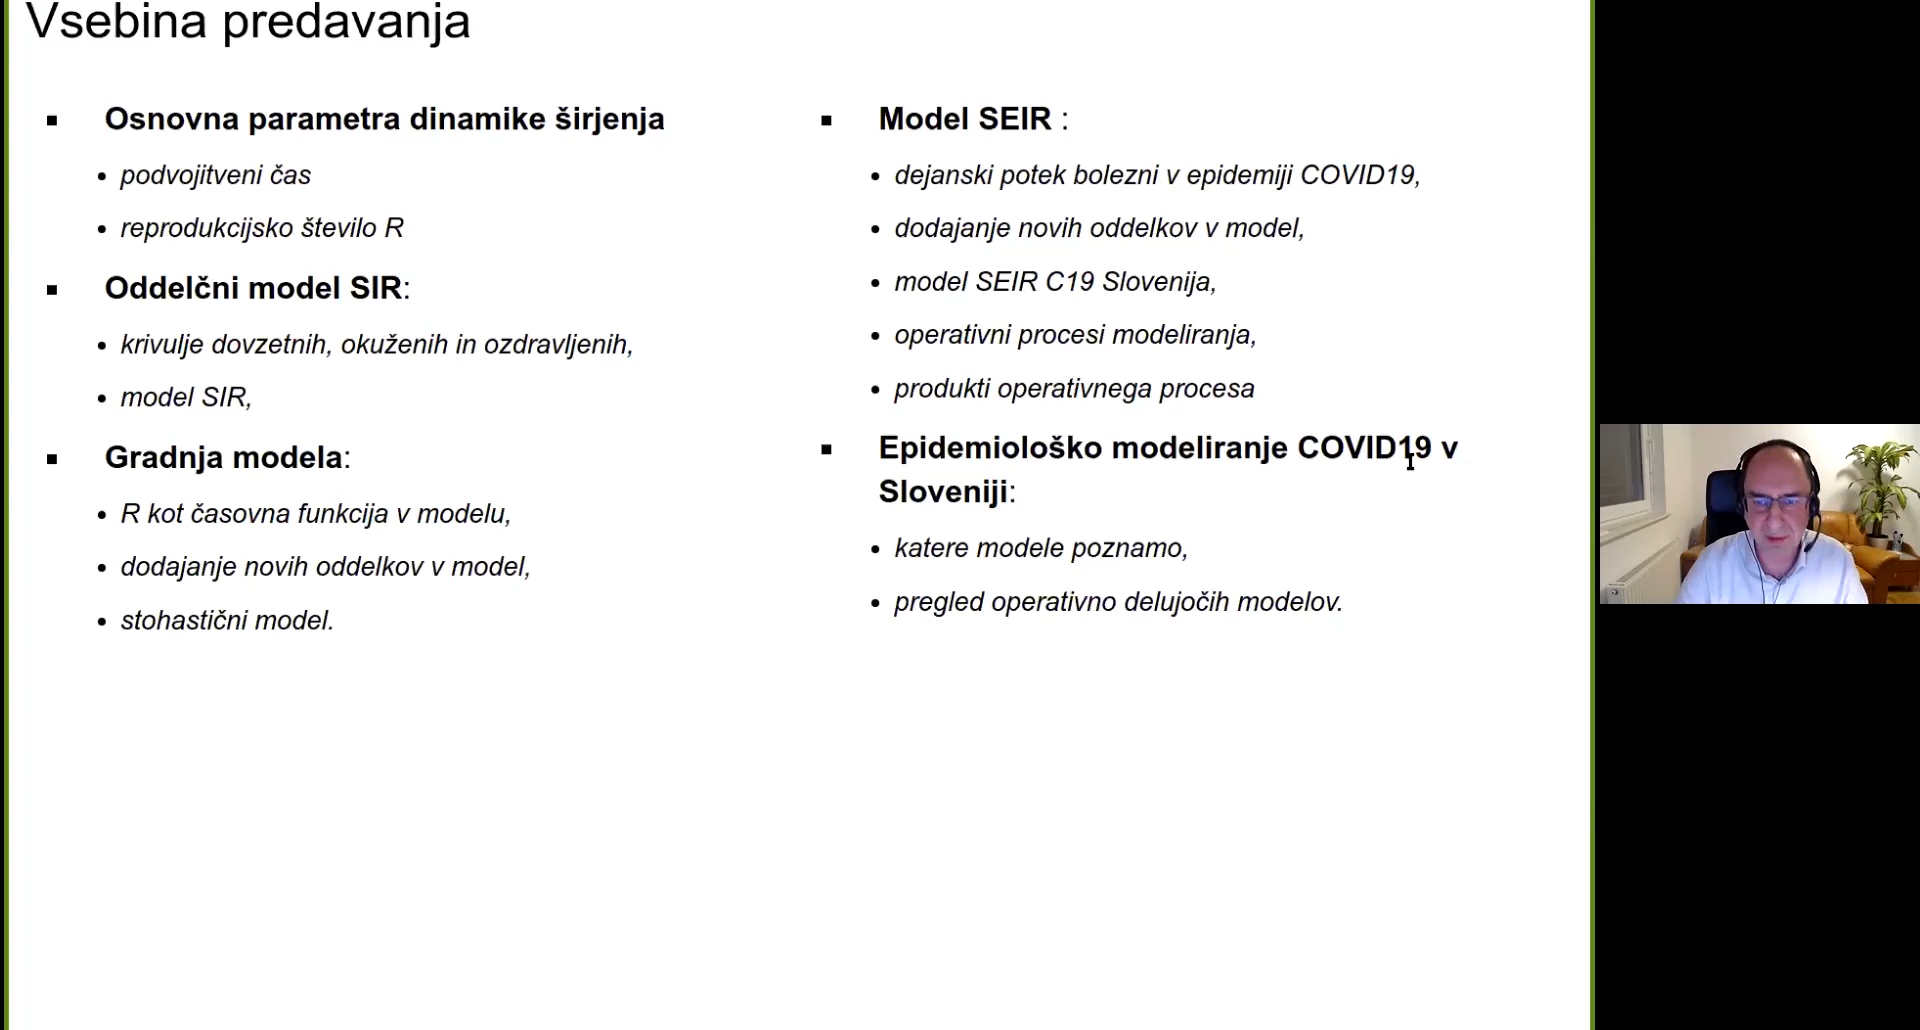 Vsebina predavanja
Osnovna parametra dinamike širjenja
podvojitveni čas
reprodukcijsko število R
Oddelčni model SIR:
krivulje dovzetnih, okuženih in ozdravljenih,
model SIR,
Gradnja modela:
R kot časovna funkcija v modelu,
dodajanje novih oddelkov v model,
stohastični model.
Model SEIR :
dejanski potek bolezni v epidemiji COVID19,
dodajanje novih oddelkov v model,
model SEIR C19 Slovenija,
operativni procesi modeliranja,
produkti operativnega procesa
Epidemiološko modeliranje COVID19 v
Sloveniji:
katere modele poznamo,
pregled operativno delujočih modelov.